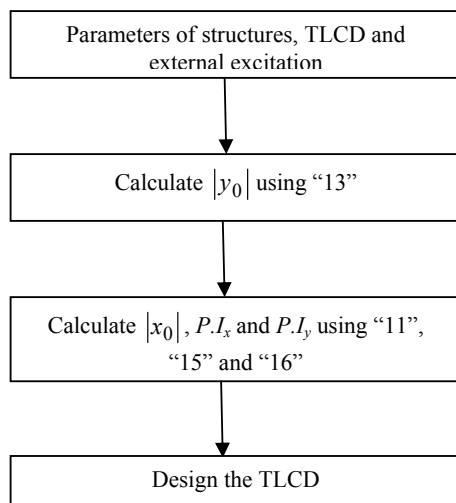 Parameters of structures, TLCD and
external excitation
Calculate |y₀| using “13”
Calculate |x₀| , P.Iₓ and P.I_y using “11”,
“15” and “16”
Design the TLCD